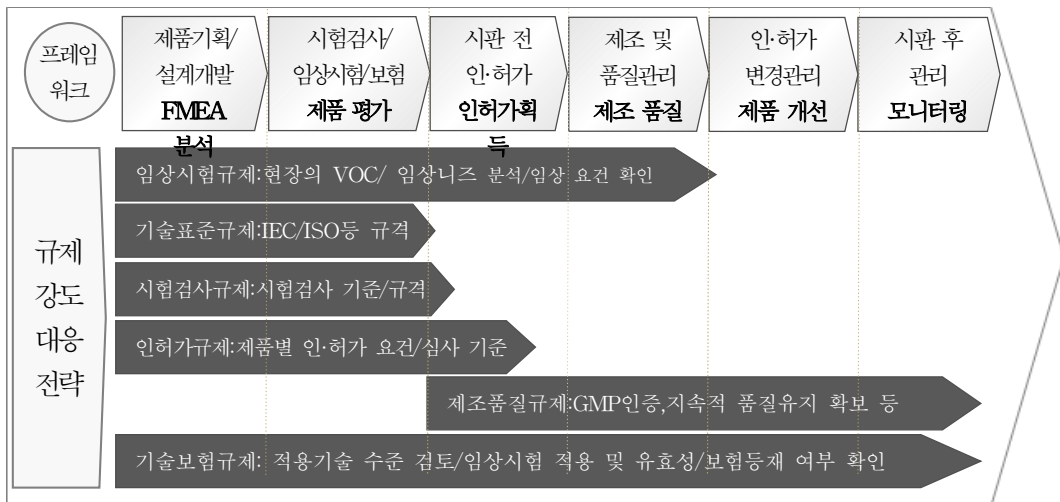 프레임
워크
제품기획/
설계개발
FMEA
분석
시험검사/
임상시험/보험
제품 평가
시판 전
인·허가
인허가획
득
제조 및
품질관리
제조 품질
인·허가
변경관리
제품 개선
시판 후
관리
모니터링
규제
강도
대응
전략
임상시험규제:현장의 VOC/ 임상니즈 분석/임상 요건 확인
기술표준규제:IEC/ISO등 규격
시험검사규제:시험검사 기준/규격
인허가규제:제품별 인·허가 요건/심사 기준
제조품질규제:GMP인증,지속적 품질유지 확보 등
기술보험규제: 적용기술 수준 검토/임상시험 적용 및 유효성/보험등재 여부 확인